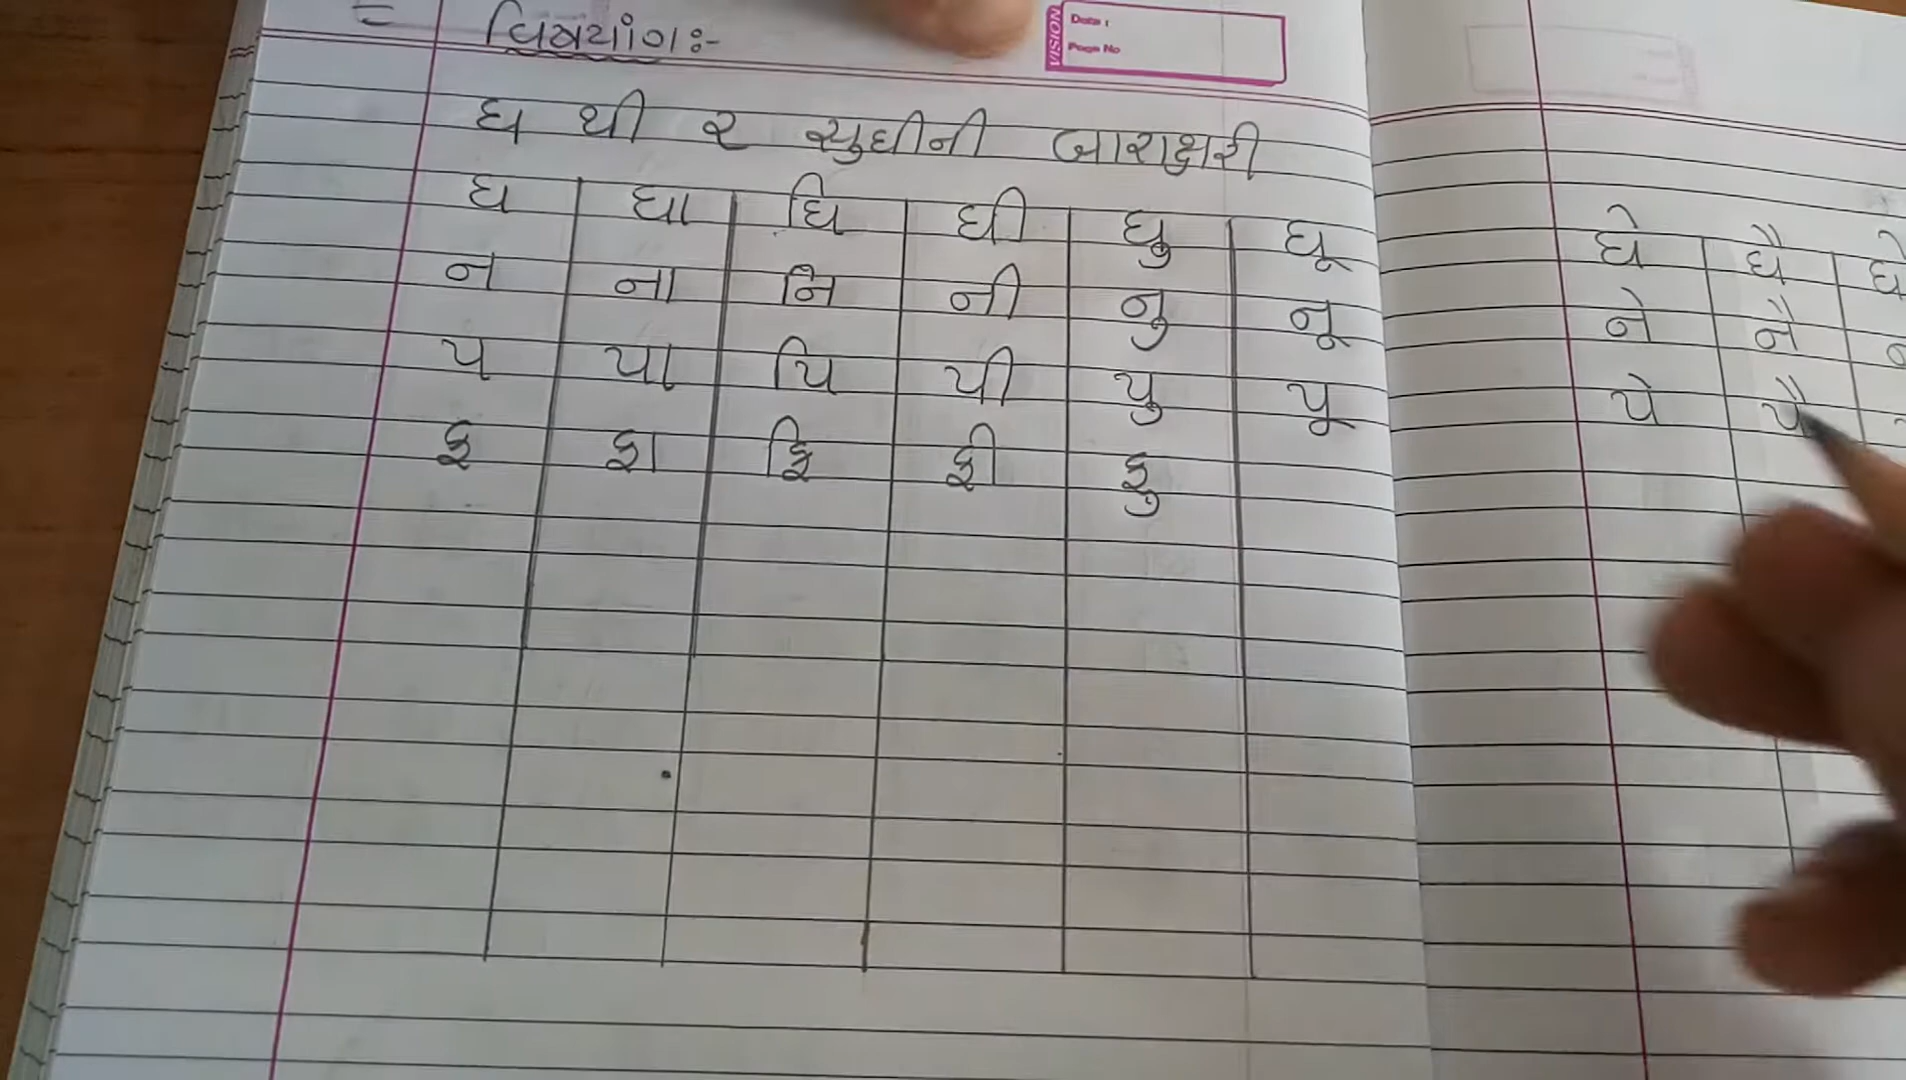 વિભાગ:-
VISION
Date :
Page No
ધ થી ર સુધીની બારાક્ષરી
ધ ધા ધિ ધી ધુ ધૂ
ન ના નિ ની નુ નૂ
પ પા પિ પી પુ પૂ
ફ ફા ફિ ફી ફુ
ધે ધૈ
ને નૈ
પે પૈ